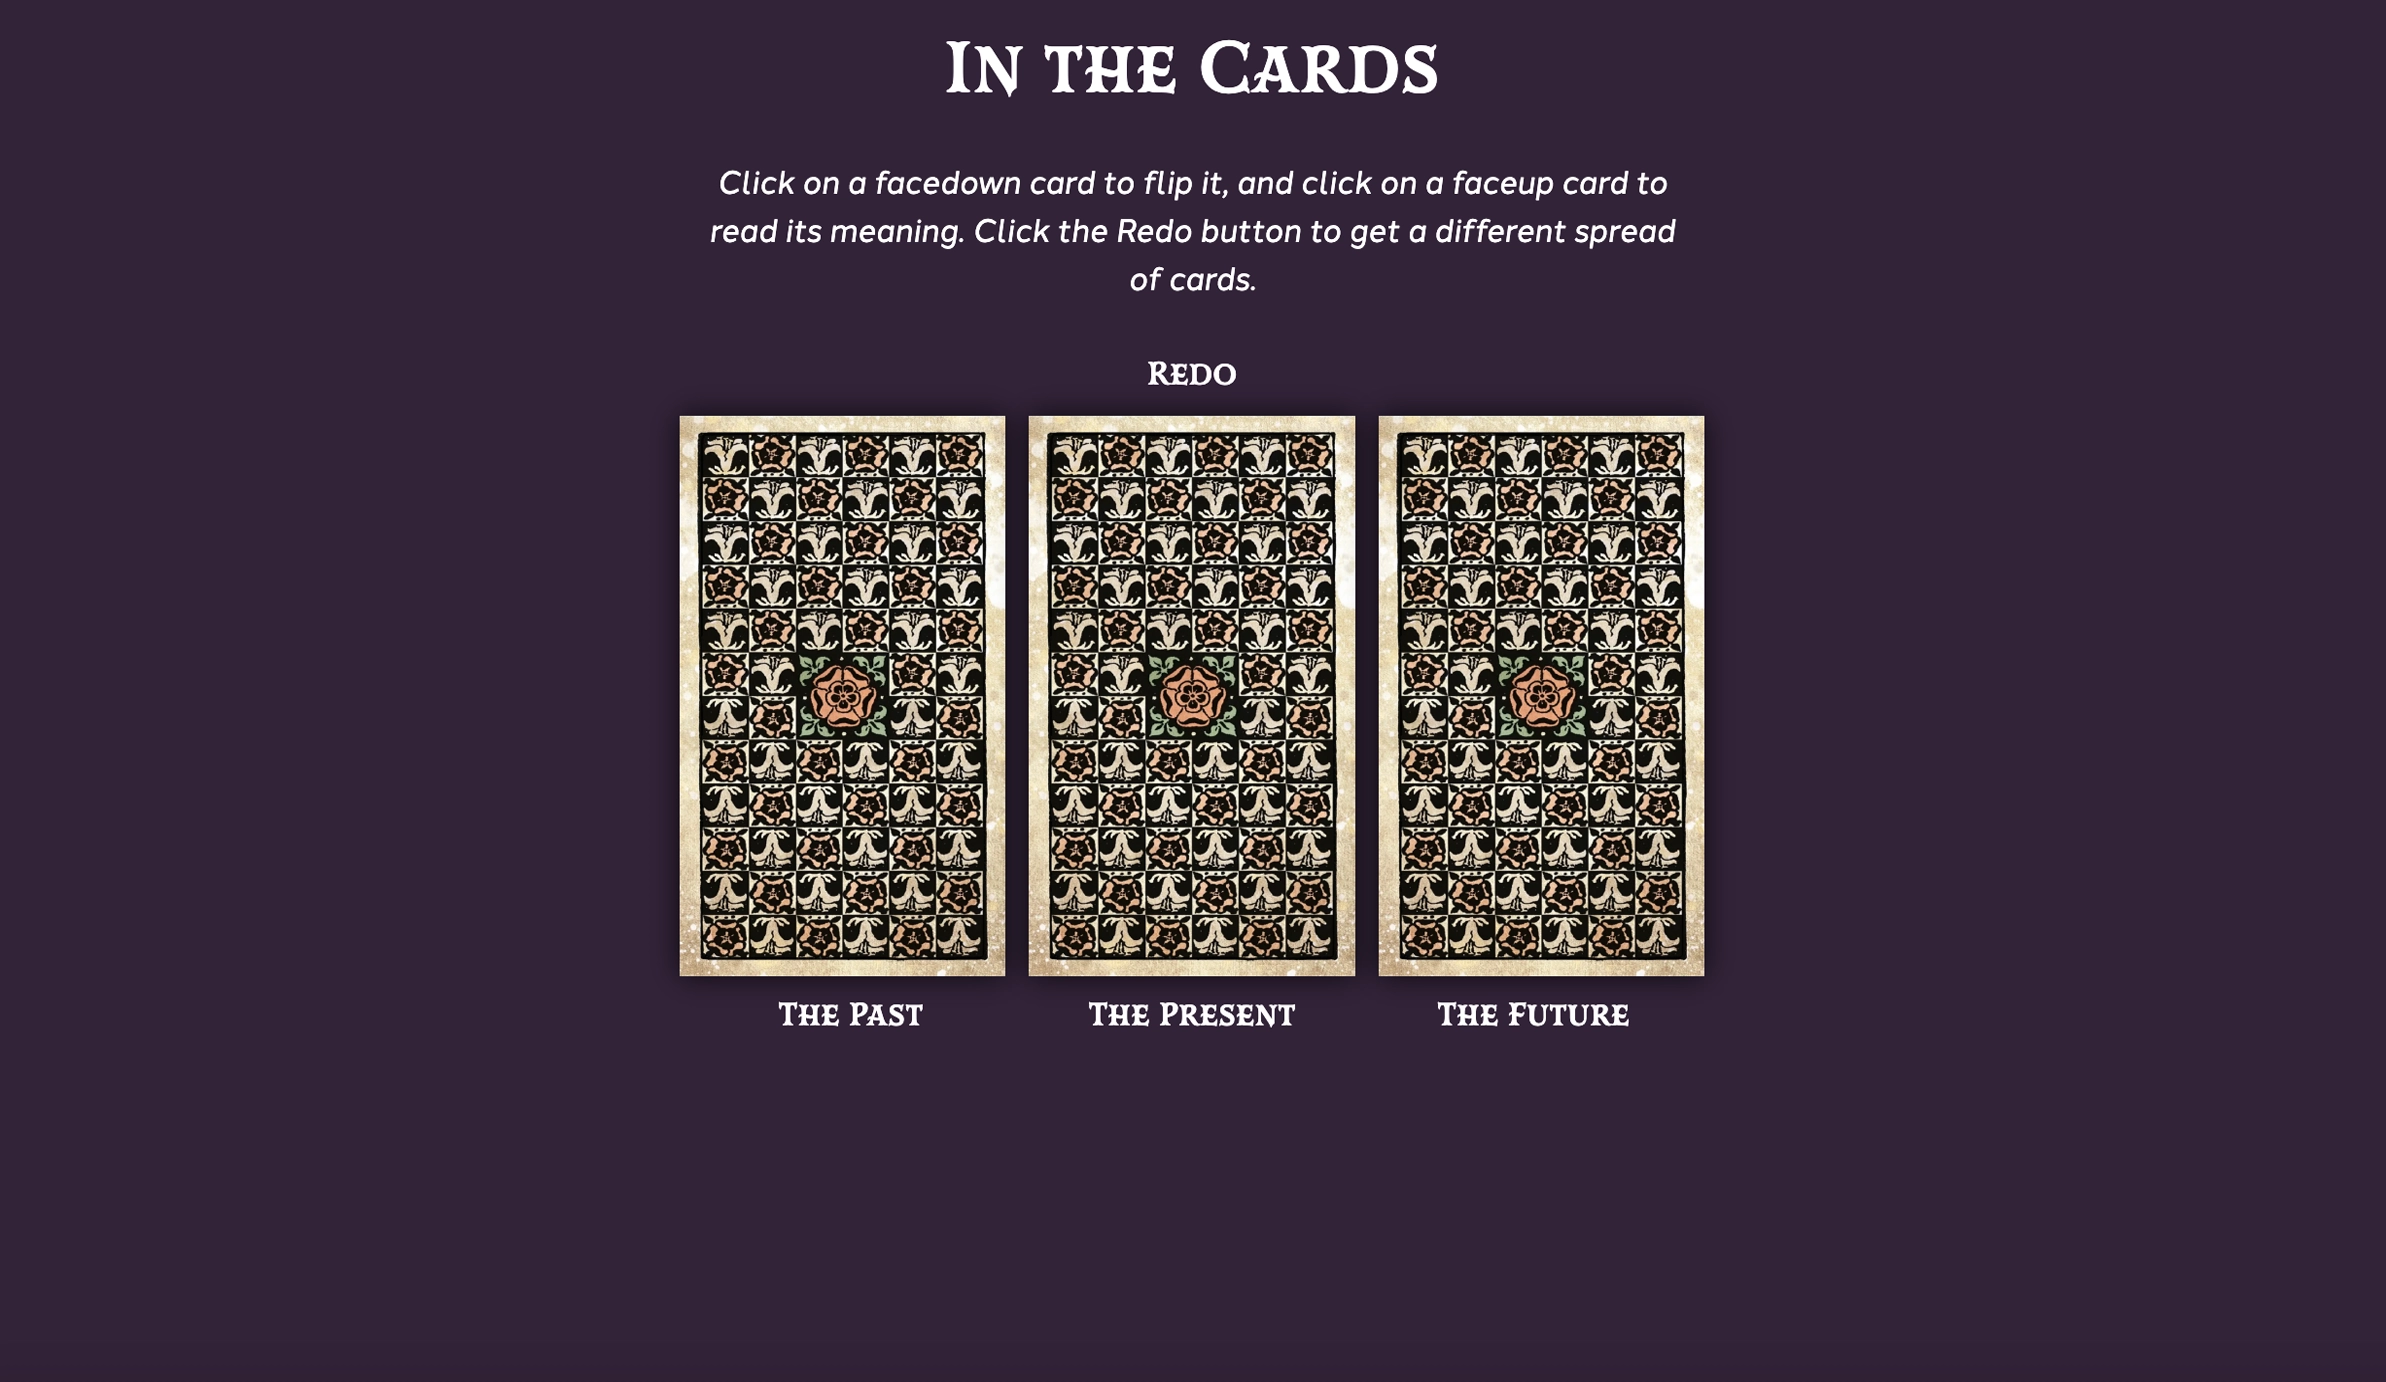 In the Cards
Click on a facedown card to flip it, and click on a faceup card to
read its meaning. Click the Redo button to get a different spread
of cards.
Redo
The Past
The Present
The Future